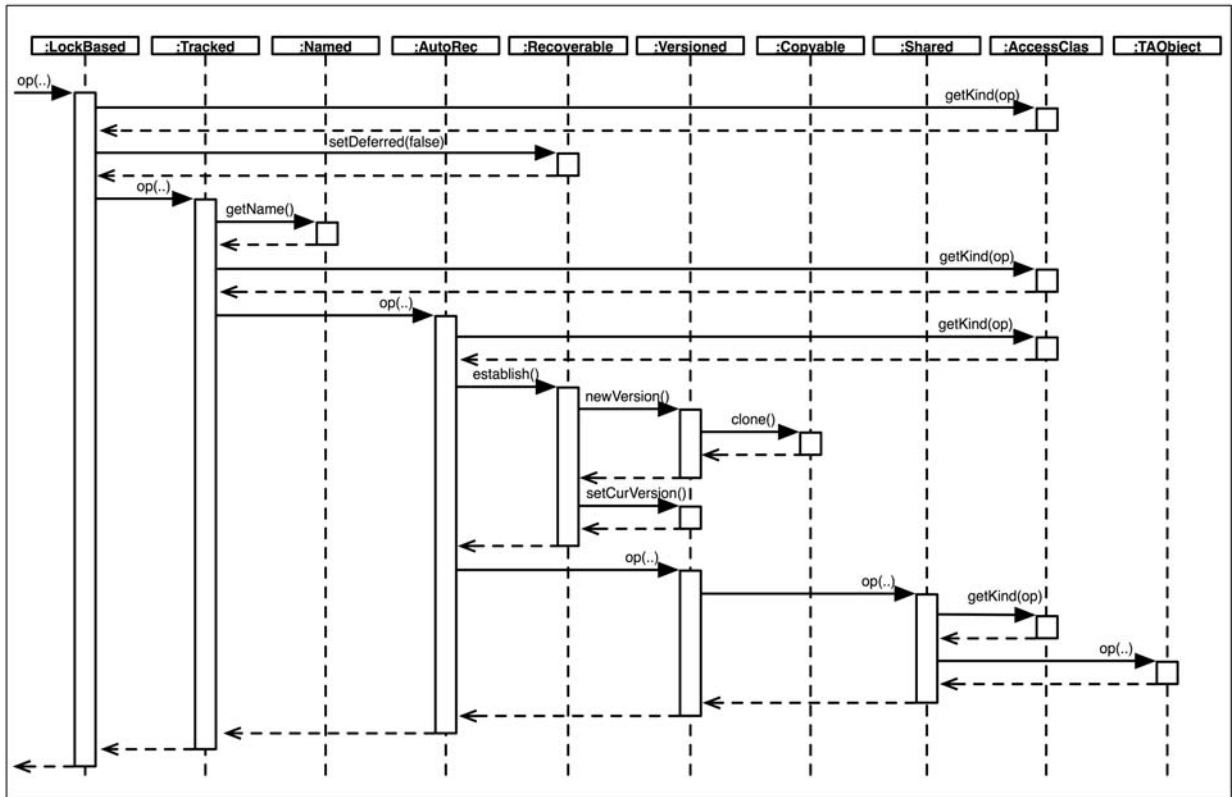 :LockBased :Tracked :Named :AutoRec :Recoverable :Versioned :Copyable :Shared :AccessClas :TAObject
op(..)
getKind(op)
setDeferred(false)
op(..)
getName()
getKind(op)
op(..)
getKind(op)
establish()
newVersion()
clone()
setCurVersion()
op(..)
op(..)
getKind(op)
op(..)